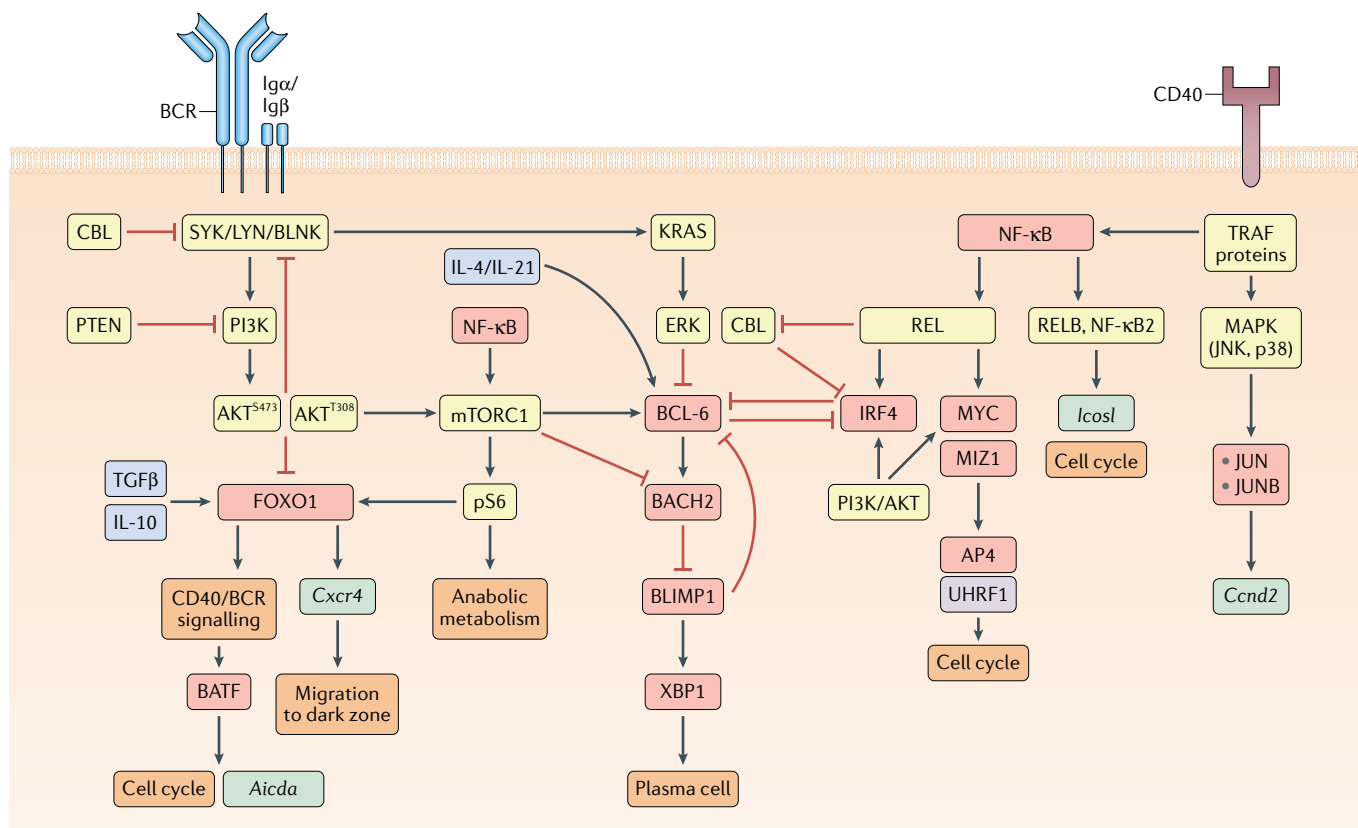 Igα/
Igβ
BCR
CD40
CBL
SYK/LYN/BLNK
KRAS
NF-κB
TRAF
proteins
IL-4/IL-21
PTEN
PI3K
NF-κB
ERK
CBL
REL
RELB, NF-κB2
MAPK
(JNK, p38)
AKTS473
AKTT308
mTORC1
BCL-6
IRF4
MYC
Icosl
MIZ1
Cell cycle
TGFβ
IL-10
FOXO1
pS6
BACH2
PI3K/AKT
• JUN
• JUNB
AP4
CD40/BCR
signalling
Cxcr4
Anabolic
metabolism
BLIMP1
UHRF1
Ccnd2
Cell cycle
BATF
Migration
to dark zone
XBP1
Cell cycle
Aicda
Plasma cell